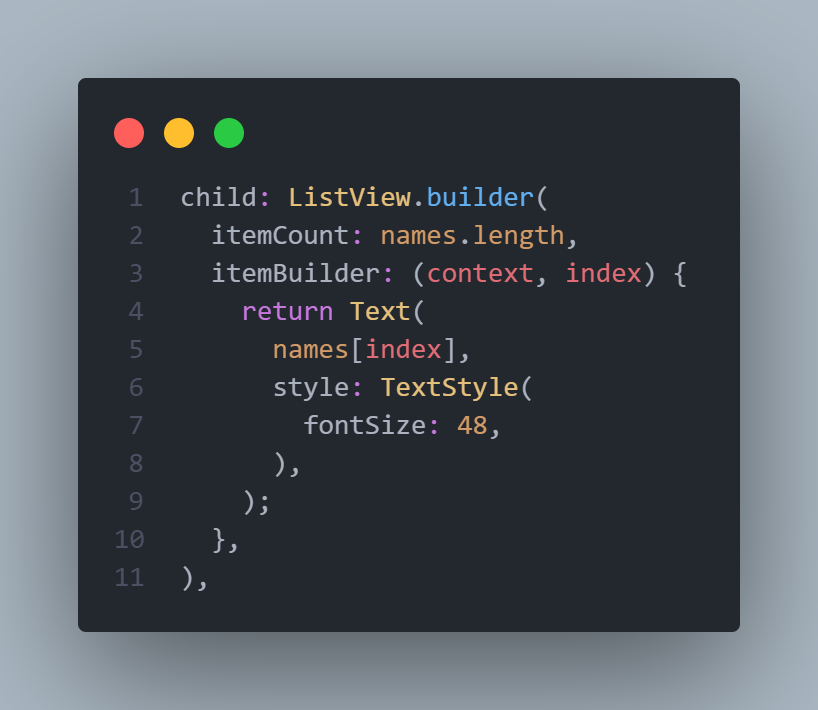 1 child: ListView.builder(
2   itemCount: names.length,
3   itemBuilder: (context, index) {
4     return Text(
5       names[index],
6       style: TextStyle(
7         fontSize: 48,
8       ),
9     );
10   },
11 ),